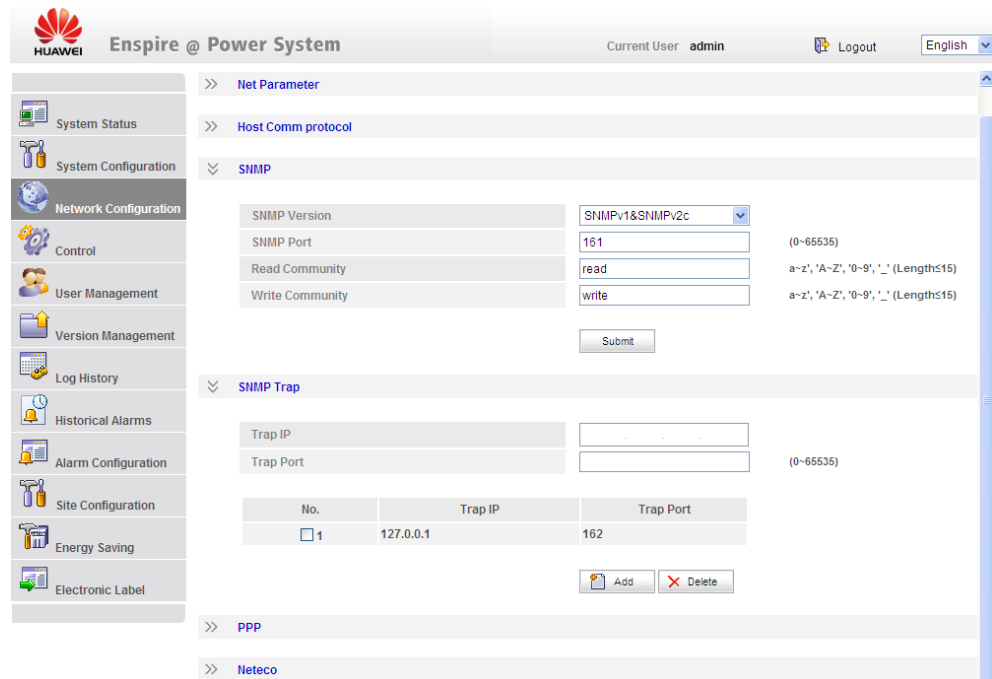 HUAWEI
Enspire @ Power System
Current User admin
Logout
English
System Status
System Configuration
Network Configuration
Control
User Management
Version Management
Log History
Historical Alarms
Alarm Configuration
Site Configuration
Energy Saving
Electronic Label
Net Parameter
Host Comm protocol
SNMP
SNMP Version SNMPv1&SNMPv2c
SNMP Port 161 (0~65535)
Read Community read a~z', 'A~Z', '0~9', '_' (Length≤15)
Write Community write a~z', 'A~Z', '0~9', '_' (Length≤15)
Submit
SNMP Trap
Trap IP . . .
Trap Port (0~65535)
No. Trap IP Trap Port
1 127.0.0.1 162
Add Delete
PPP
Neteco